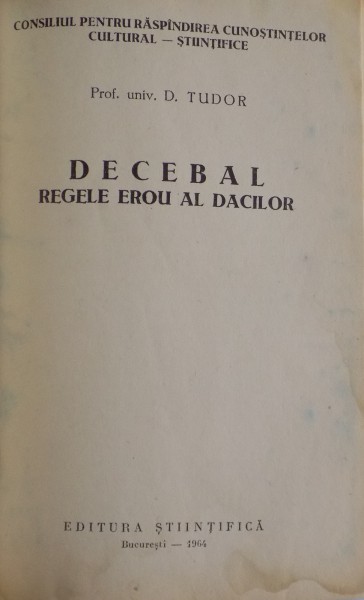 CONSILIUL PENTRU RĂSPÎNDIREA CUNOȘTINȚELOR
CULTURAL — ȘTIINȚIFICE
Prof. univ. D. TUDOR
DECEBAL
REGELE EROU AL DACILOR
EDITURA ȘTIINȚIFICĂ
București — 1964